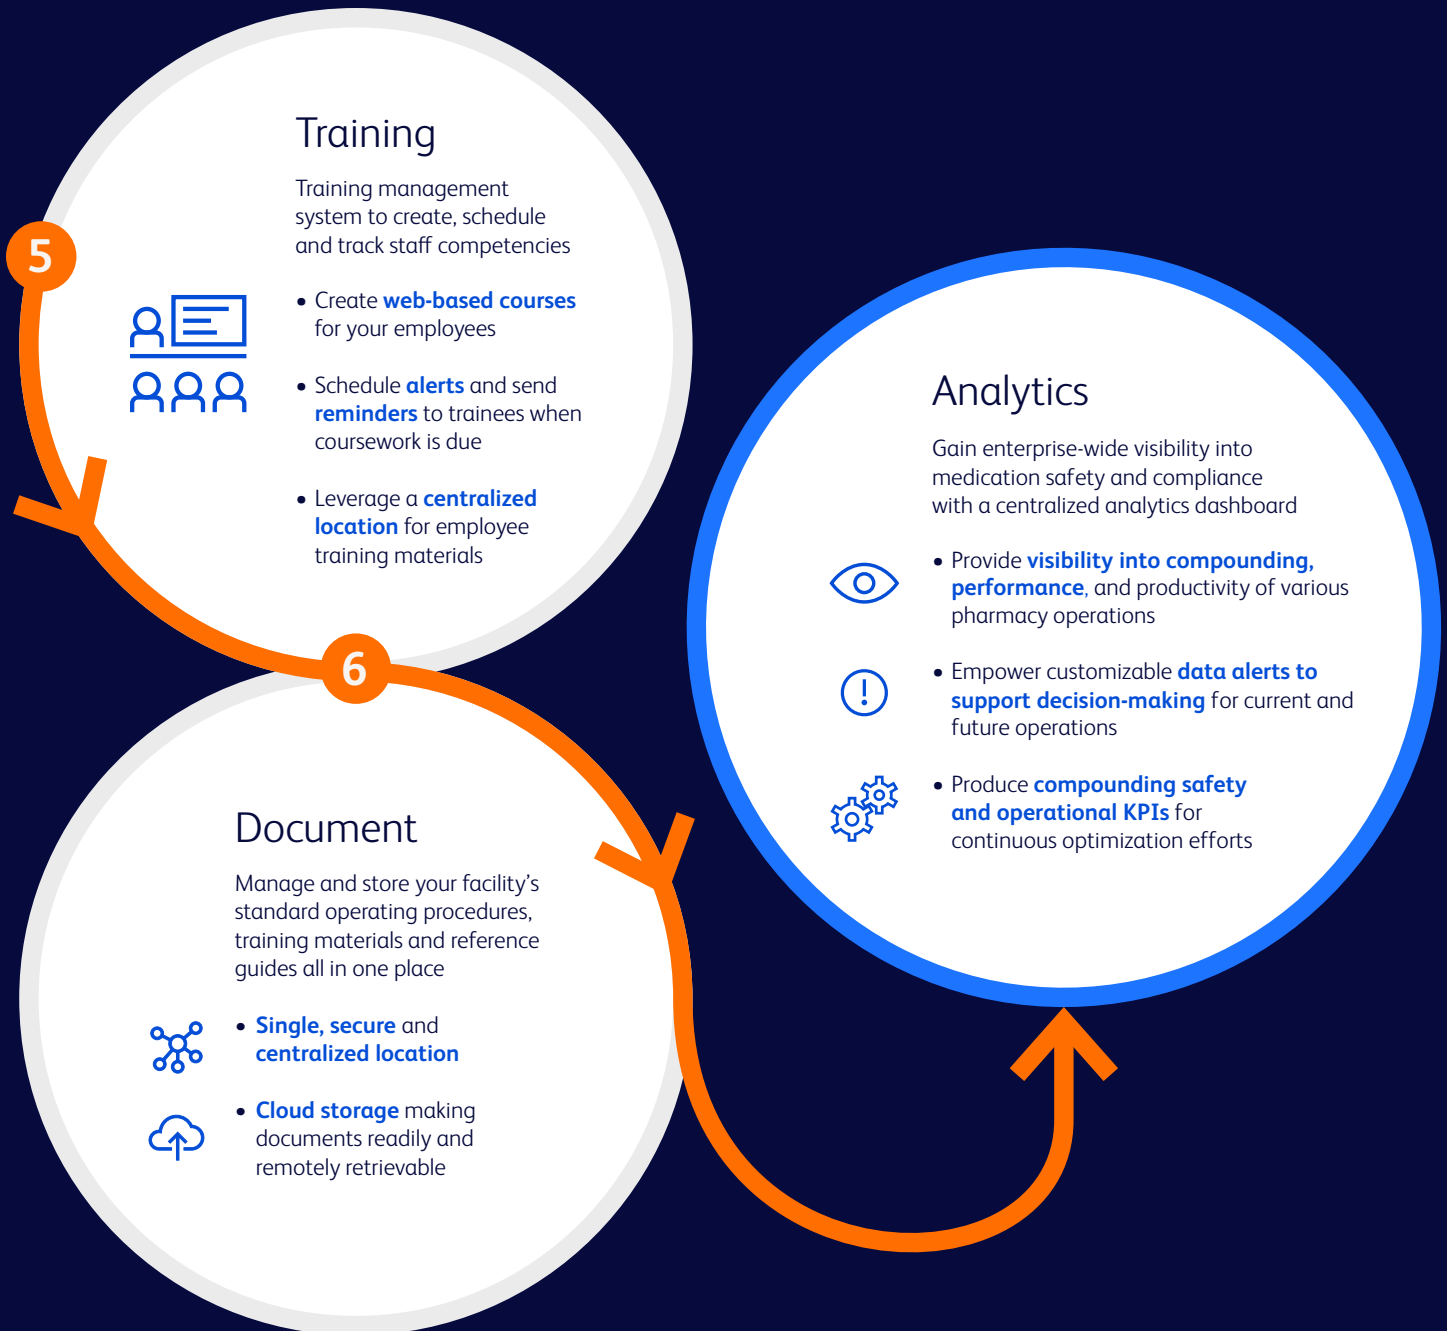 5
Training
Training management
system to create, schedule
and track staff competencies
• Create web-based courses
for your employees
• Schedule alerts and send
reminders to trainees when
coursework is due
• Leverage a centralized
location for employee
training materials
6
Document
Manage and store your facility’s
standard operating procedures,
training materials and reference
guides all in one place
• Single, secure and
centralized location
• Cloud storage making
documents readily and
remotely retrievable
Analytics
Gain enterprise-wide visibility into
medication safety and compliance
with a centralized analytics dashboard
• Provide visibility into compounding,
performance, and productivity of various
pharmacy operations
• Empower customizable data alerts to
support decision-making for current and
future operations
• Produce compounding safety
and operational KPIs for
continuous optimization efforts